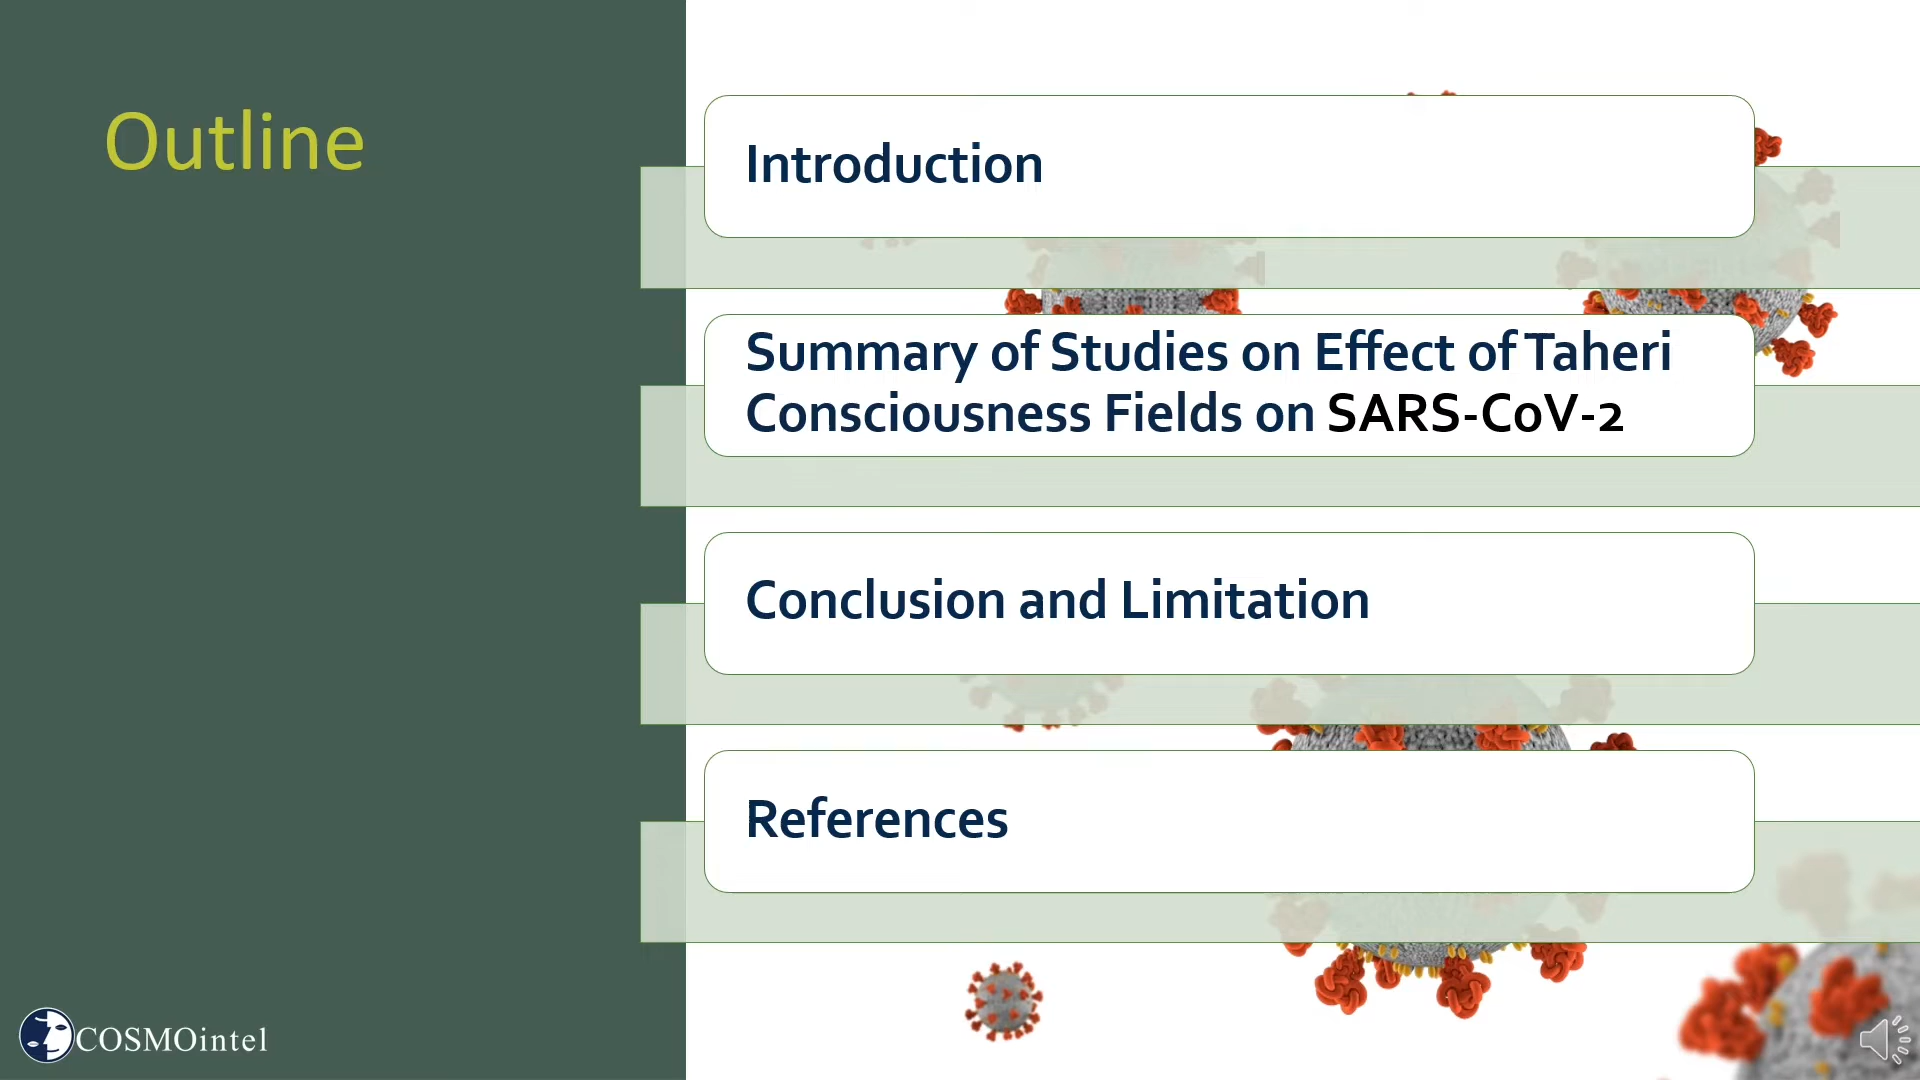 Outline
Introduction
Summary of Studies on Effect of Taheri
Consciousness Fields on SARS-CoV-2
Conclusion and Limitation
References
COSMOintel